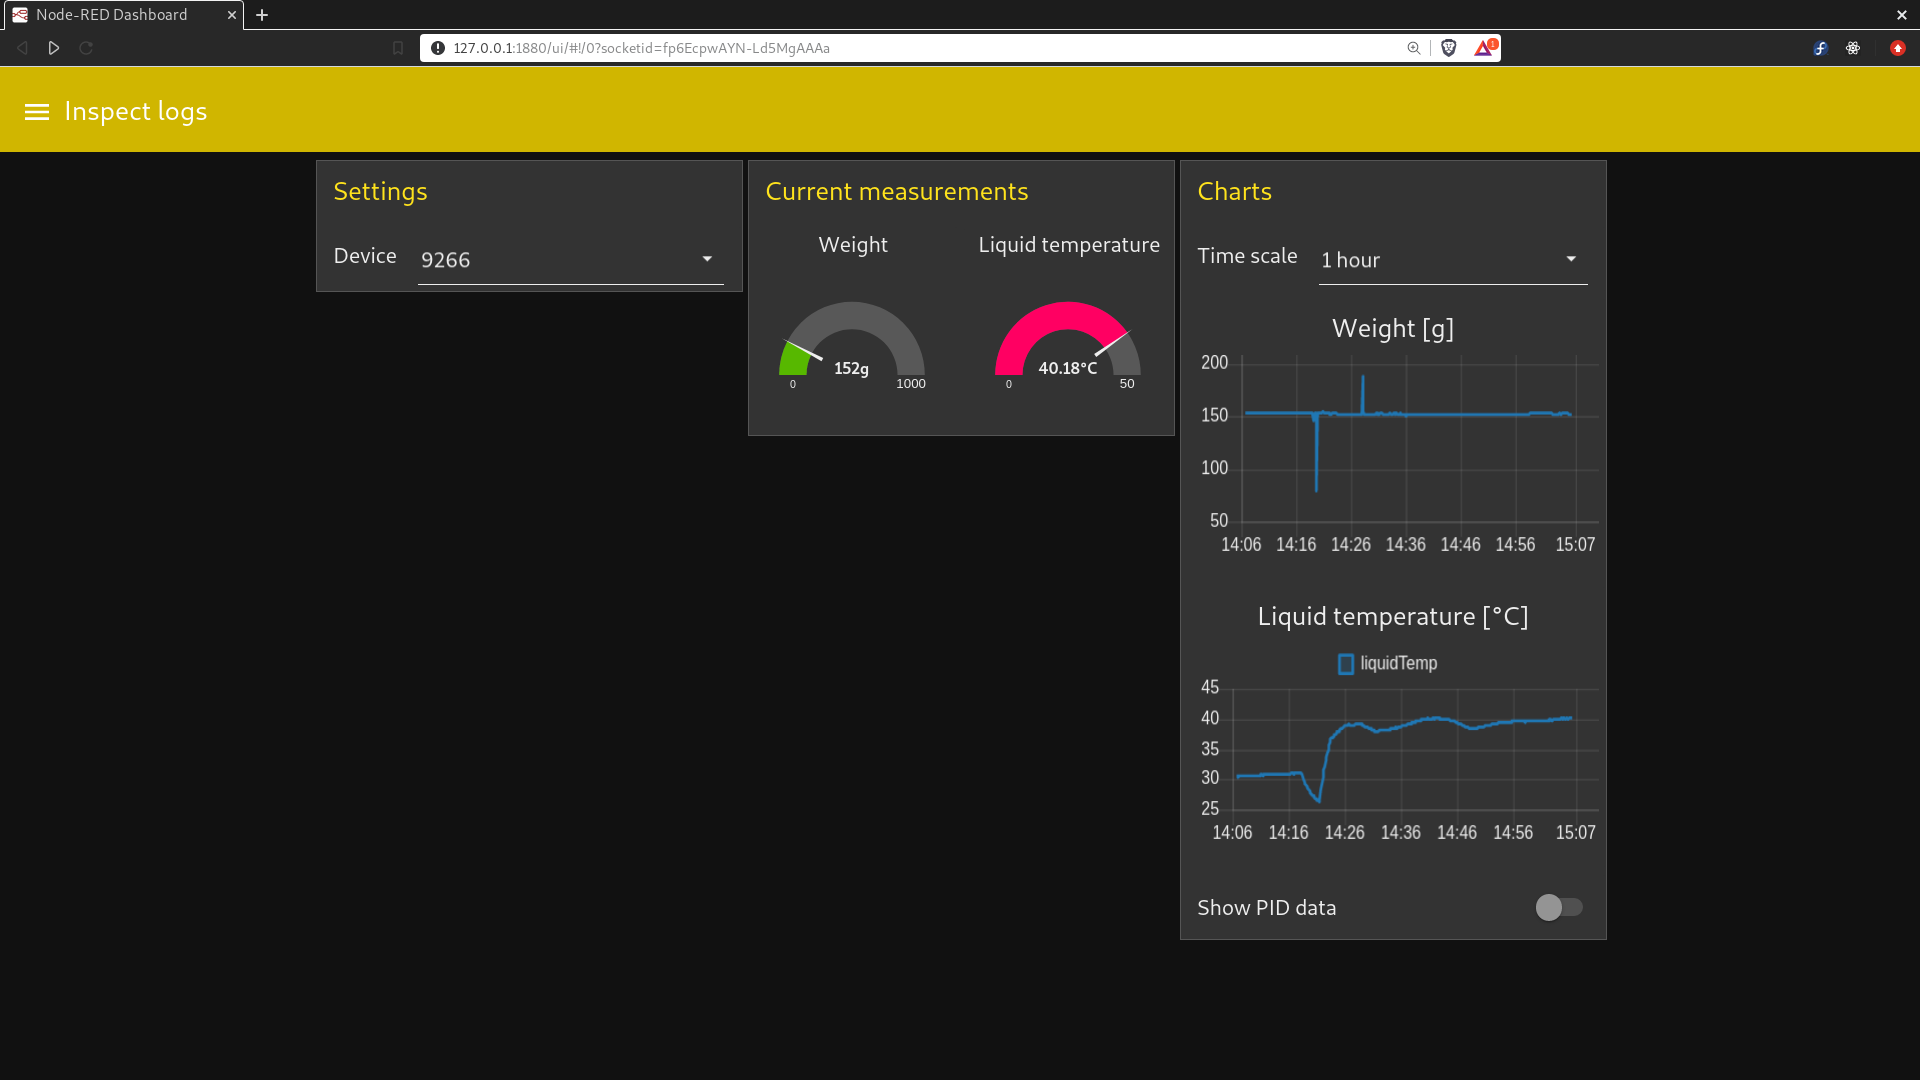 Node-RED Dashboard
127.0.0.1:1880/ui/#!/0?socketid=fp6EcpwAYN-Ld5MgAAAa
1
Inspect logs
Settings
Device 9266
Current measurements
Weight Liquid temperature
152g 40.18°C
0 1000 0 50
Charts
Time scale 1 hour
Weight [g]
200
150
100
50
14:06 14:16 14:26 14:36 14:46 14:56 15:07
Liquid temperature [°C]
liquidTemp
45
40
35
30
25
14:06 14:16 14:26 14:36 14:46 14:56 15:07
Show PID data